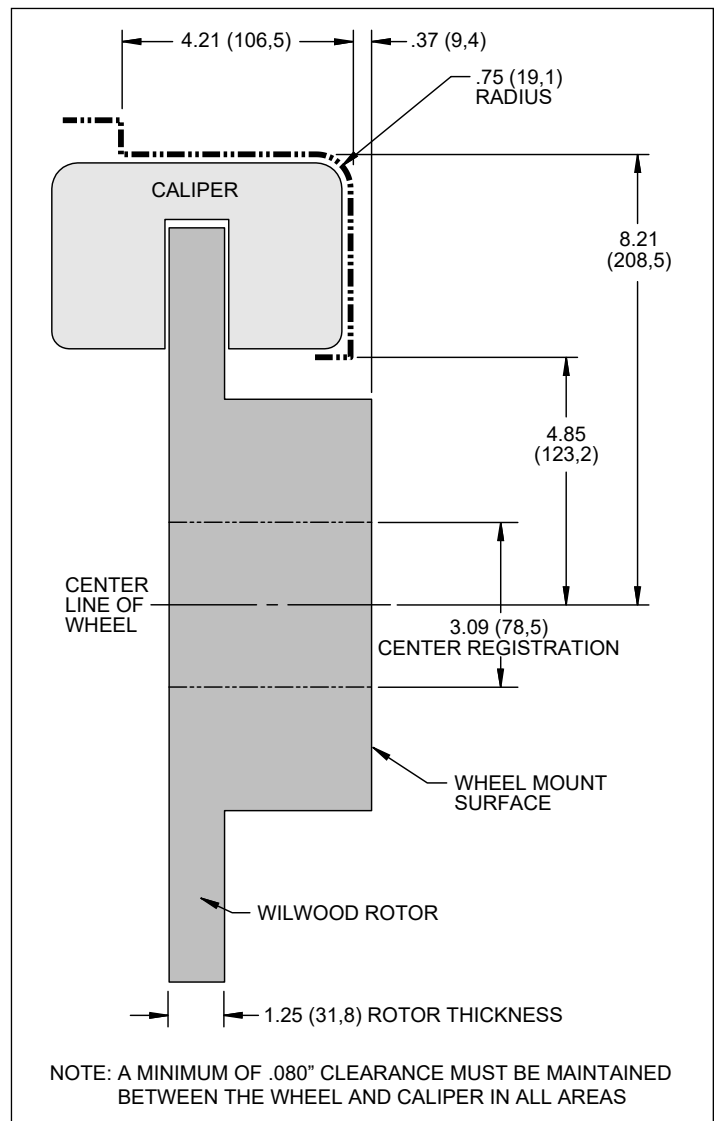 4.21 (106,5)
.37 (9,4)
.75 (19,1)
RADIUS
CALIPER
8.21
(208,5)
4.85
(123,2)
CENTER
LINE OF
WHEEL
3.09 (78,5)
CENTER REGISTRATION
WHEEL MOUNT
SURFACE
WILWOOD ROTOR
1.25 (31,8) ROTOR THICKNESS
NOTE: A MINIMUM OF .080” CLEARANCE MUST BE MAINTAINED
BETWEEN THE WHEEL AND CALIPER IN ALL AREAS